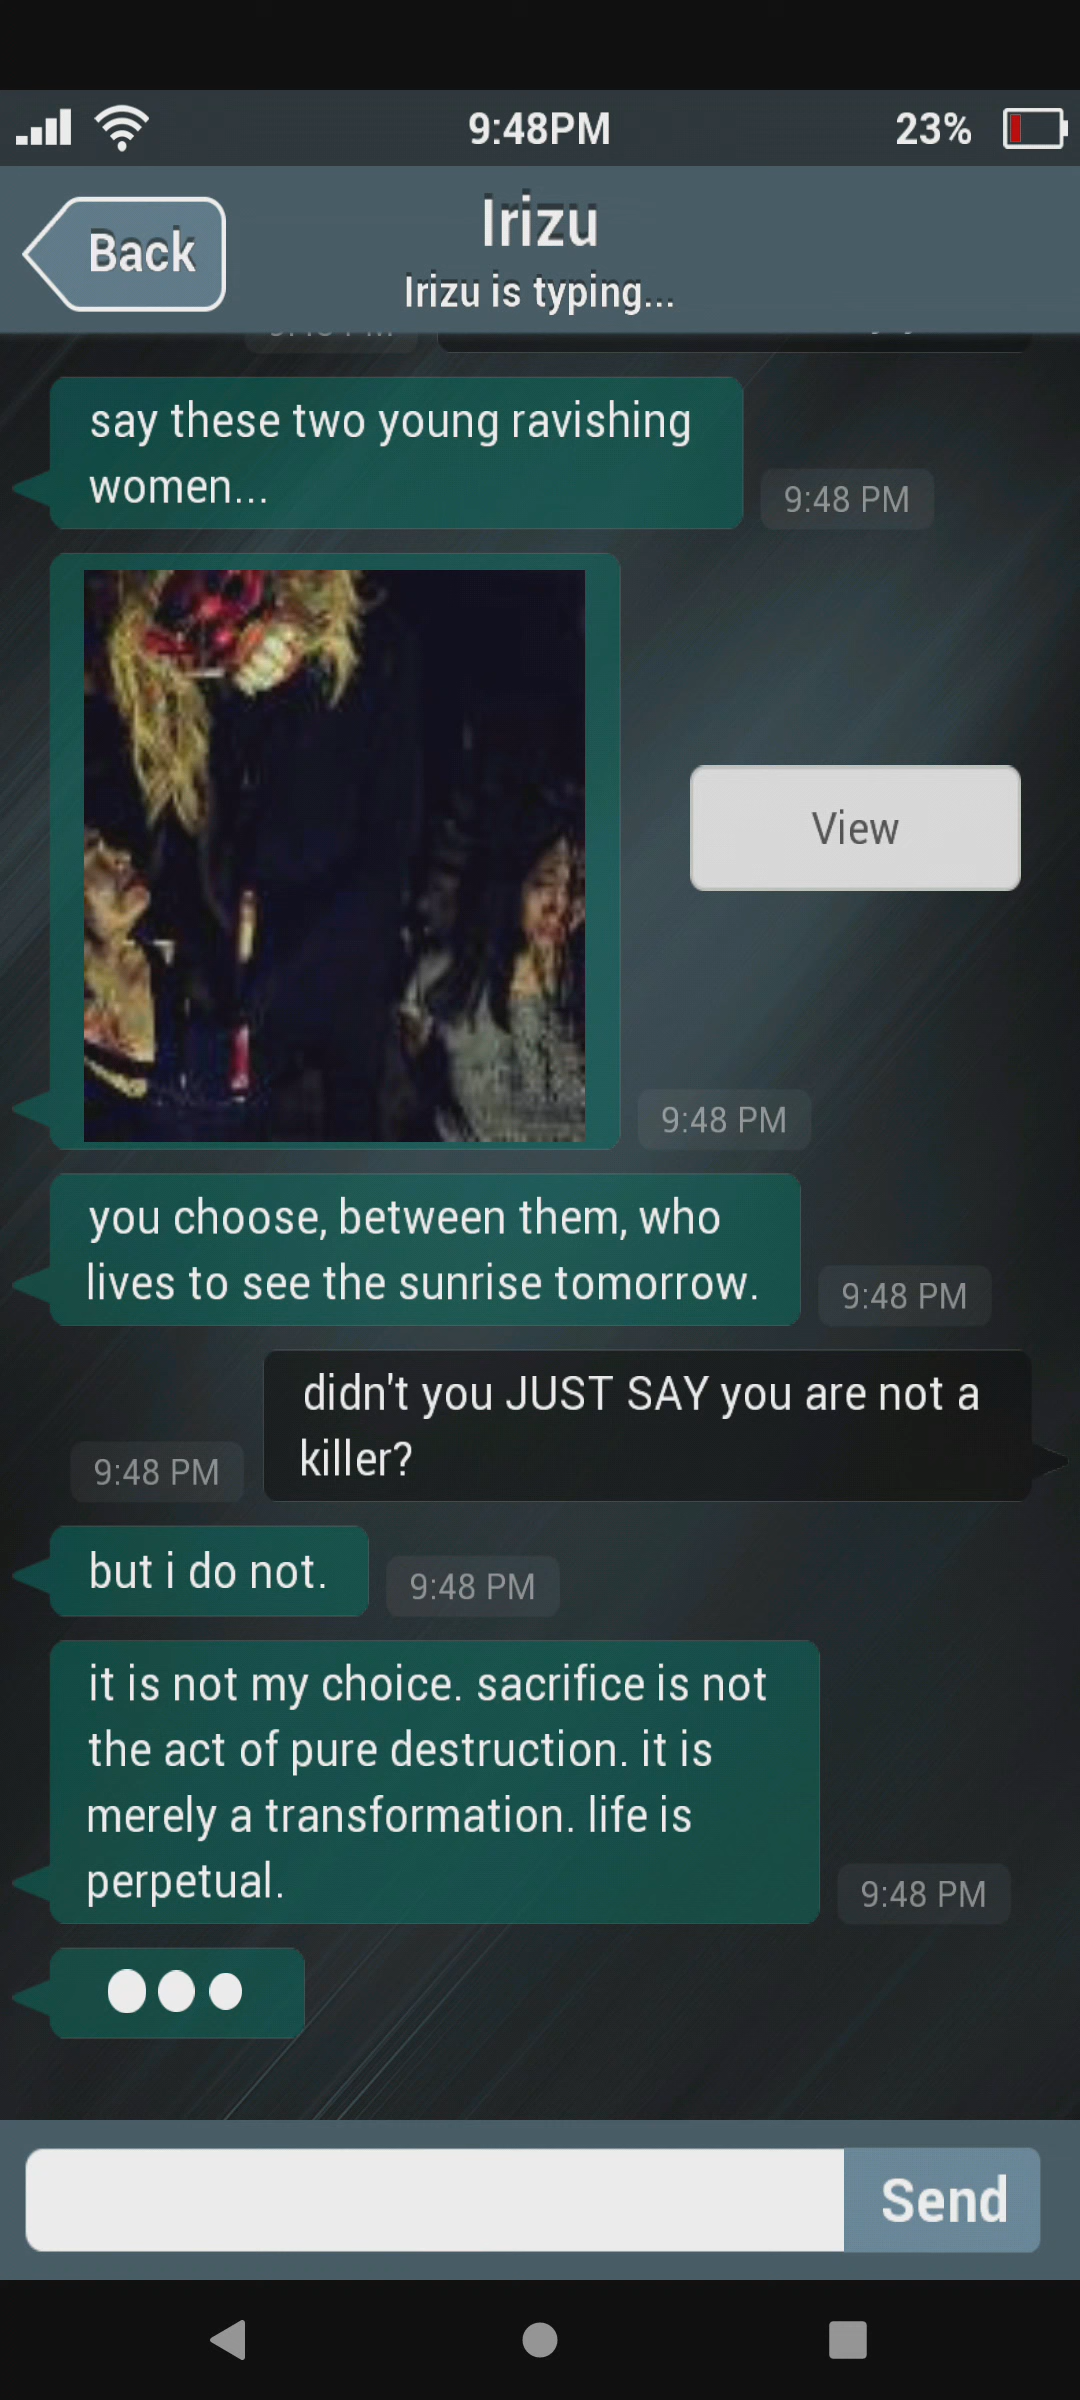 9:48PM
23%
Back
Irizu
Irizu is typing...
say these two young ravishing
women...
9:48 PM
View
9:48 PM
you choose, between them, who
lives to see the sunrise tomorrow.
9:48 PM
didn't you JUST SAY you are not a
killer?
9:48 PM
but i do not.
9:48 PM
it is not my choice. sacrifice is not
the act of pure destruction. it is
merely a transformation. life is
perpetual.
9:48 PM
Send